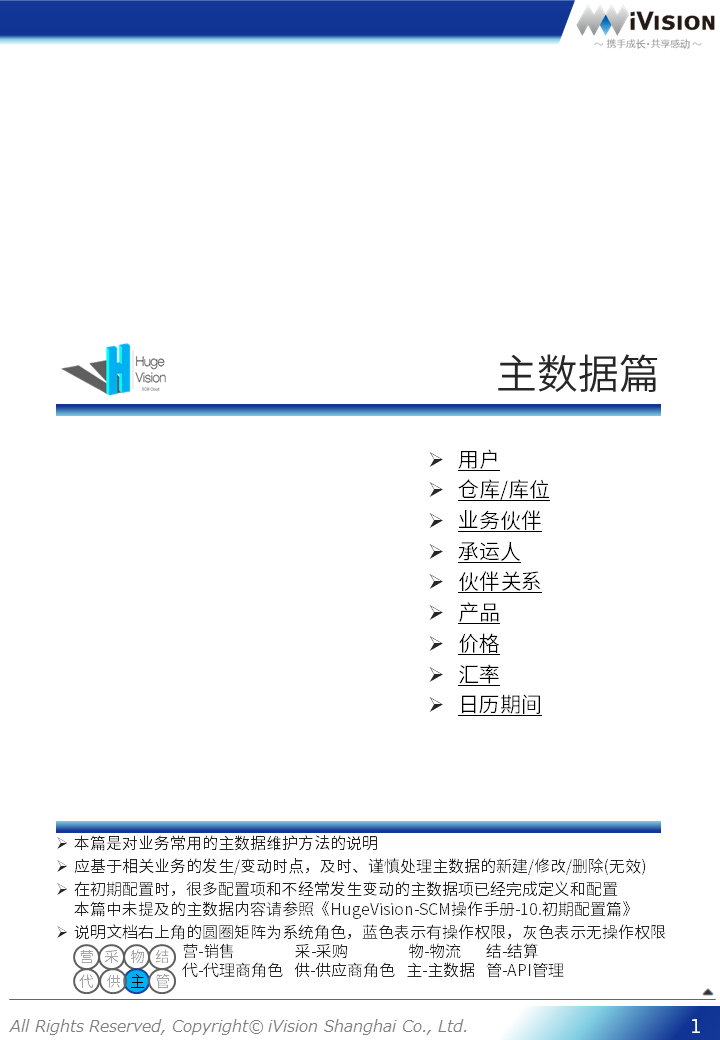 iVISION
～ 携手成长·共享感动 ～
Huge
Vision
SCM Cloud
主数据篇
➢ 用户
➢ 仓库/库位
➢ 业务伙伴
➢ 承运人
➢ 伙伴关系
➢ 产品
➢ 价格
➢ 汇率
➢ 日历期间
➢ 本篇是对业务常用的主数据维护方法的说明
➢ 应基于相关业务的发生/变动时点，及时、谨慎处理主数据的新建/修改/删除(无效)
➢ 在初期配置时，很多配置项和不经常发生变动的主数据项已经完成定义和配置
本篇中未提及的主数据内容请参照《HugeVision-SCM操作手册-10.初期配置篇》
➢ 说明文档右上角的圆圈矩阵为系统角色，蓝色表示有操作权限，灰色表示无操作权限
营 采 物 结 营-销售 采-采购 物-物流 结-结算
代 供 主 管 代-代理商角色 供-供应商角色 主-主数据 管-API管理
All Rights Reserved, Copyright© iVision Shanghai Co., Ltd. 1